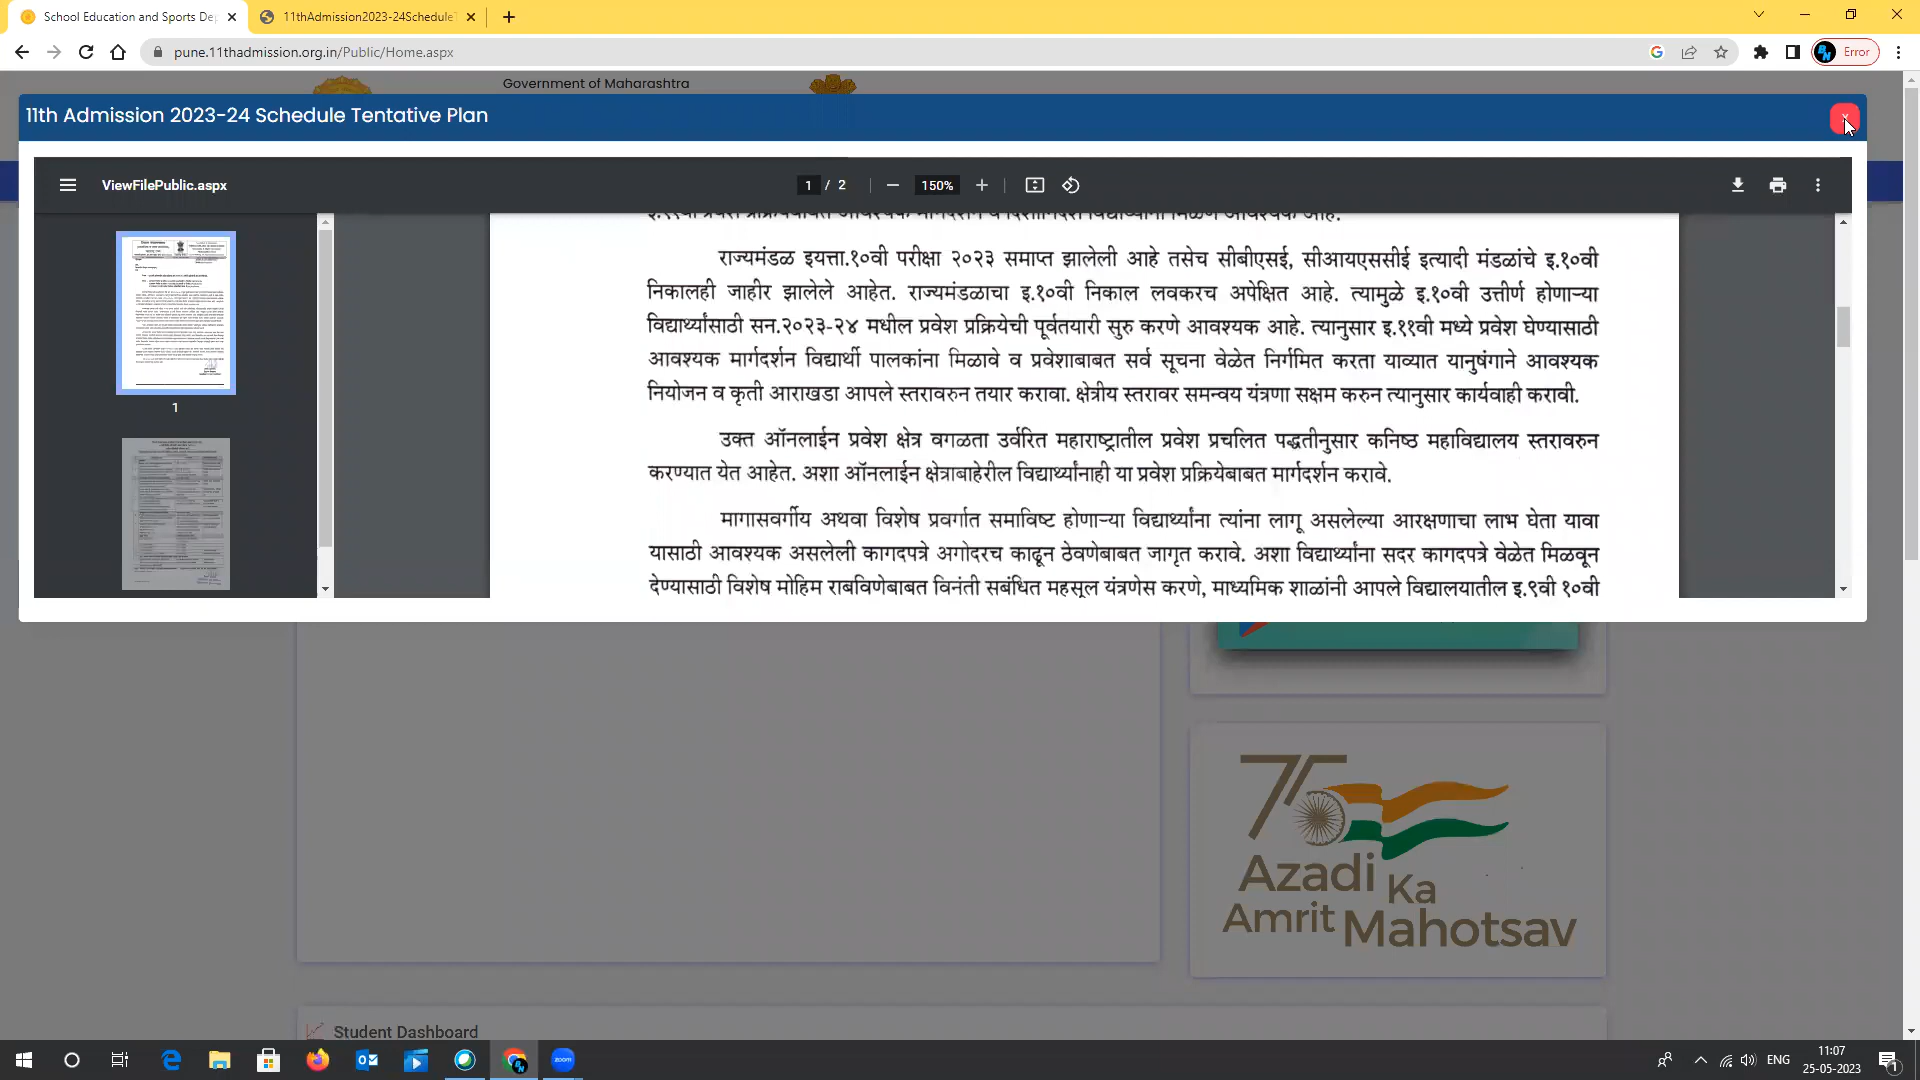 School Education and Sports De
11thAdmission2023-24ScheduleT
pune.11thadmission.org.in/Public/Home.aspx
Error
Government of Maharashtra
11th Admission 2023-24 Schedule Tentative Plan
ViewFilePublic.aspx
1 / 2
150%
राज्यमंडळ इयत्ता.१०वी परीक्षा २०२३ समाप्त झालेली आहे तसेच सीबीएसई, सीआयएससीई इत्यादी मंडळांचे इ.१०वी
निकालही जाहीर झालेले आहेत. राज्यमंडळाचा इ.१०वी निकाल लवकरच अपेक्षित आहे. त्यामुळे इ.१०वी उत्तीर्ण होणाऱ्या
विद्यार्थ्यांसाठी सन.२०२३-२४ मधील प्रवेश प्रक्रियेची पूर्वतयारी सुरु करणे आवश्यक आहे. त्यानुसार इ.११वी मध्ये प्रवेश घेण्यासाठी
आवश्यक मार्गदर्शन विद्यार्थी पालकांना मिळावे व प्रवेशाबाबत सर्व सूचना वेळेत निर्गमित करता याव्यात यानुषंगाने आवश्यक
नियोजन व कृती आराखडा आपले स्तरावरुन तयार करावा. क्षेत्रीय स्तरावर समन्वय यंत्रणा सक्षम करुन त्यानुसार कार्यवाही करावी.
उक्त ऑनलाईन प्रवेश क्षेत्र वगळता उर्वरित महाराष्ट्रातील प्रवेश प्रचलित पद्धतीनुसार कनिष्ठ महाविद्यालय स्तरावरुन
करण्यात येत आहेत. अशा ऑनलाईन क्षेत्राबाहेरील विद्यार्थ्यांनाही या प्रवेश प्रक्रियेबाबत मार्गदर्शन करावे.
मागासवर्गीय अथवा विशेष प्रवर्गात समाविष्ट होणाऱ्या विद्यार्थ्यांना त्यांना लागू असलेल्या आरक्षणाचा लाभ घेता यावा
यासाठी आवश्यक असलेली कागदपत्रे अगोदरच काढून ठेवणेबाबत जागृत करावे. अशा विद्यार्थ्यांना सदर कागदपत्रे वेळेत मिळवून
देण्यासाठी विशेष मोहिम राबविणेबाबत विनंती सबंधित महसूल यंत्रणेस करणे, माध्यमिक शाळांनी आपले विद्यालयातील इ.९वी १०वी
1
75
Azadi Ka
Amrit Mahotsav
Student Dashboard
zoom
ENG
11:07
25-05-2023
1